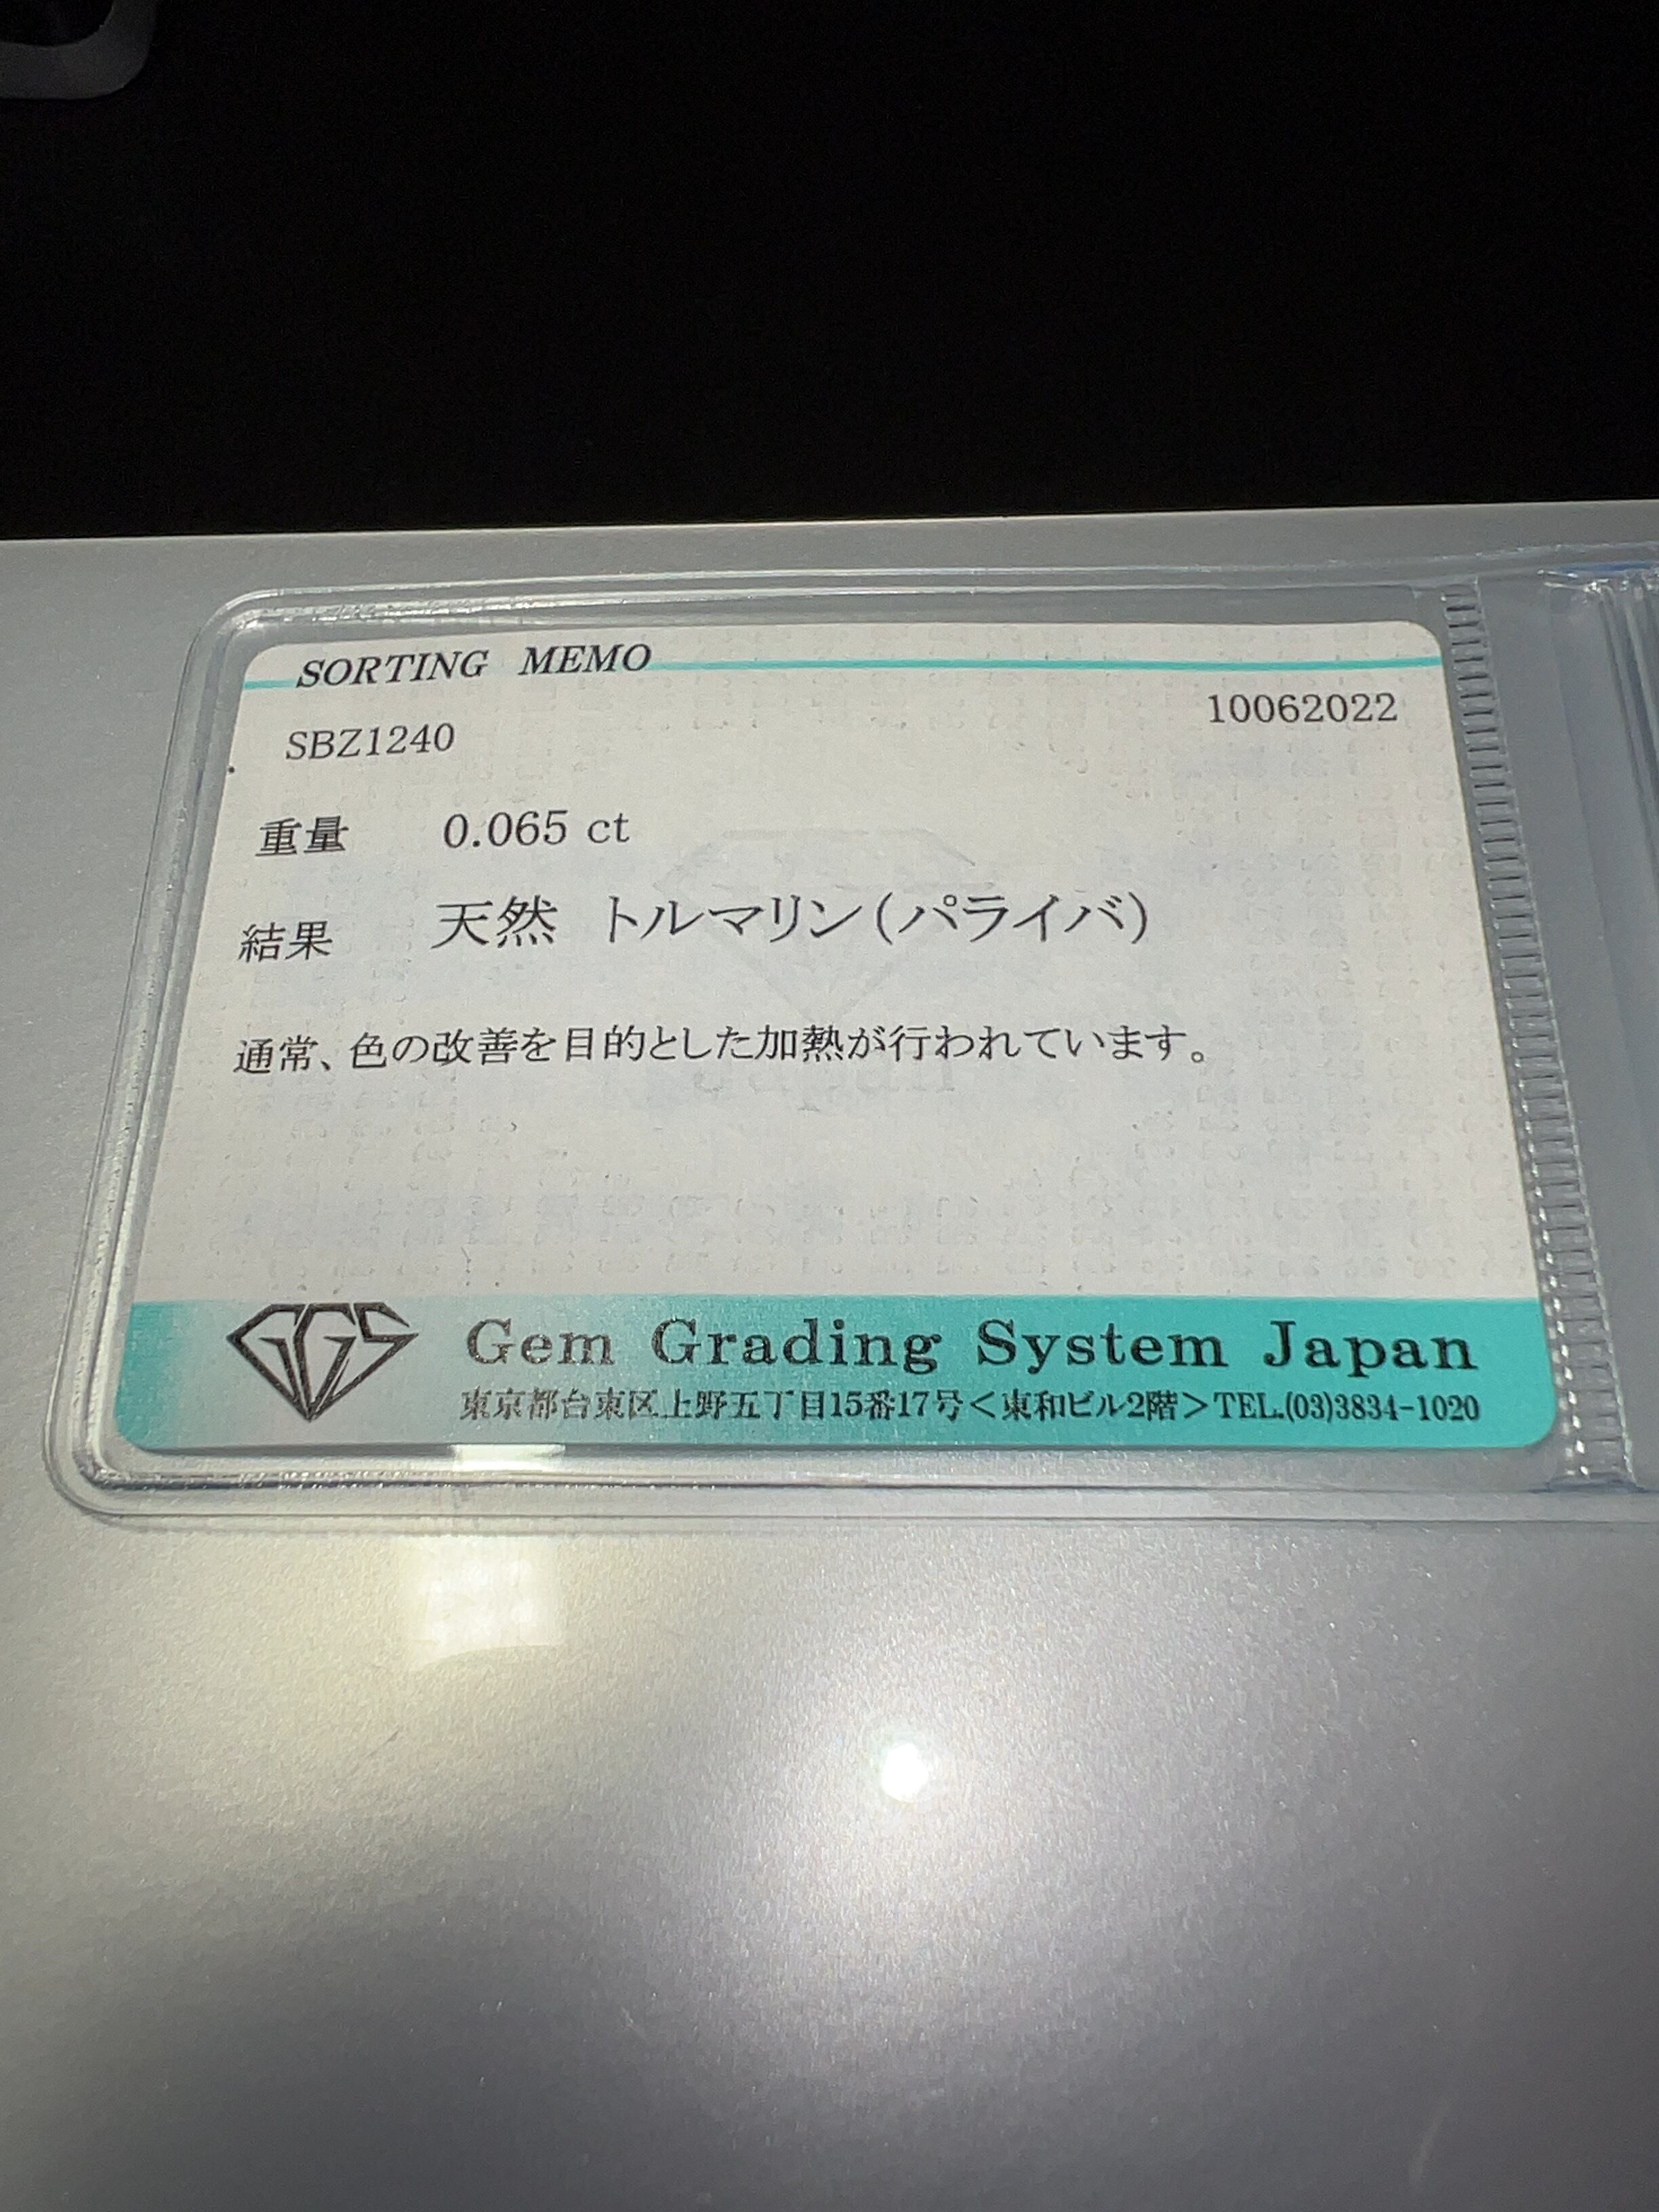 SORTING MEMO
10062022
SBZ1240
重量 0.065 ct
結果 天然 トルマリン(パライバ)
通常、色の改善を目的とした加熱が行われています。
GGS Gem Grading System Japan
東京都台東区上野五丁目15番17号<東和ビル2階>TEL.(03)3834-1020